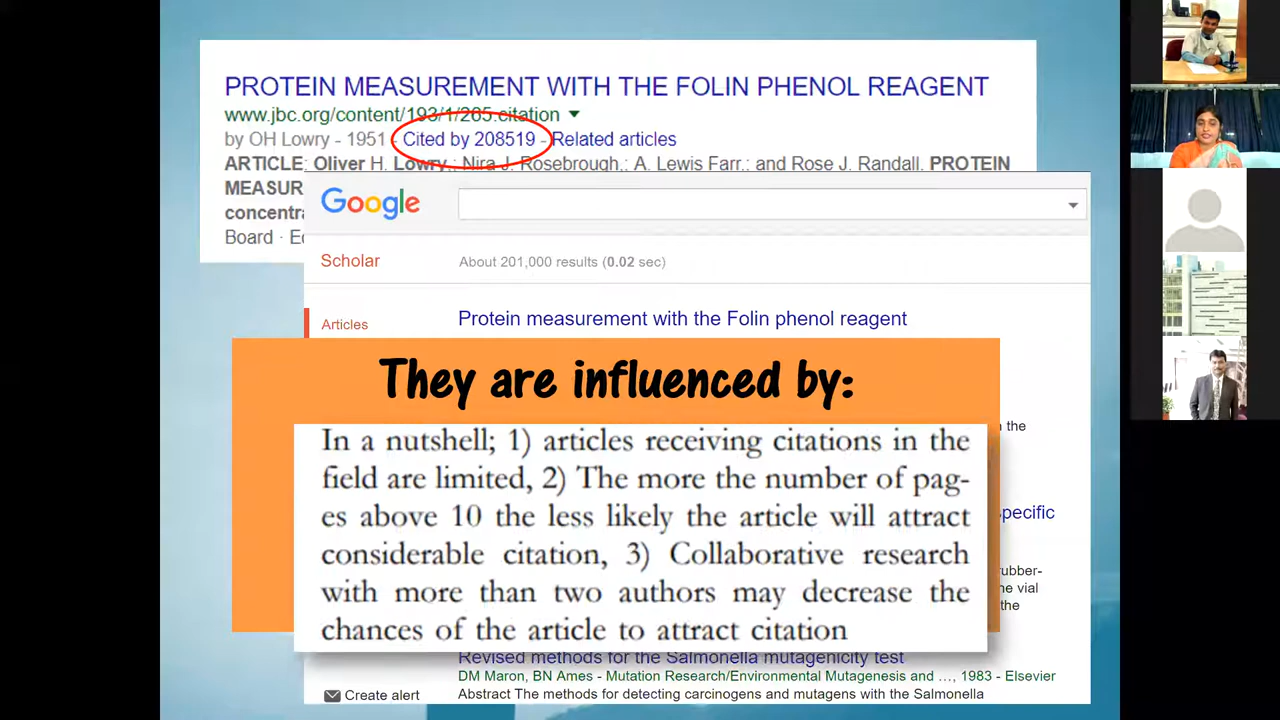 PROTEIN MEASUREMENT WITH THE FOLIN PHENOL REAGENT
www.jbc.org/content/193/1/265.citation
by OH Lowry - 1951 - Cited by 208519 - Related articles
ARTICLE: Oliver H. Lowry.; Nira J. Rosebrough,; A. Lewis Farr.; and Rose J. Randall. PROTEIN
MEASUR
concentra
Board · Ed
Google
Scholar
About 201,000 results (0.02 sec)
Articles
Protein measurement with the Folin phenol reagent
They are influenced by:
In a nutshell; 1) articles receiving citations in the
field are limited, 2) The more the number of pag-
es above 10 the less likely the article will attract
considerable citation, 3) Collaborative research
with more than two authors may decrease the
chances of the article to attract citation
the
specific
rubber-
vial
the
Revised methods for the Salmonella mutagenicity test
DM Maron, BN Ames - Mutation Research/Environmental Mutagenesis and …, 1983 - Elsevier
Abstract The methods for detecting carcinogens and mutagens with the Salmonella
Create alert